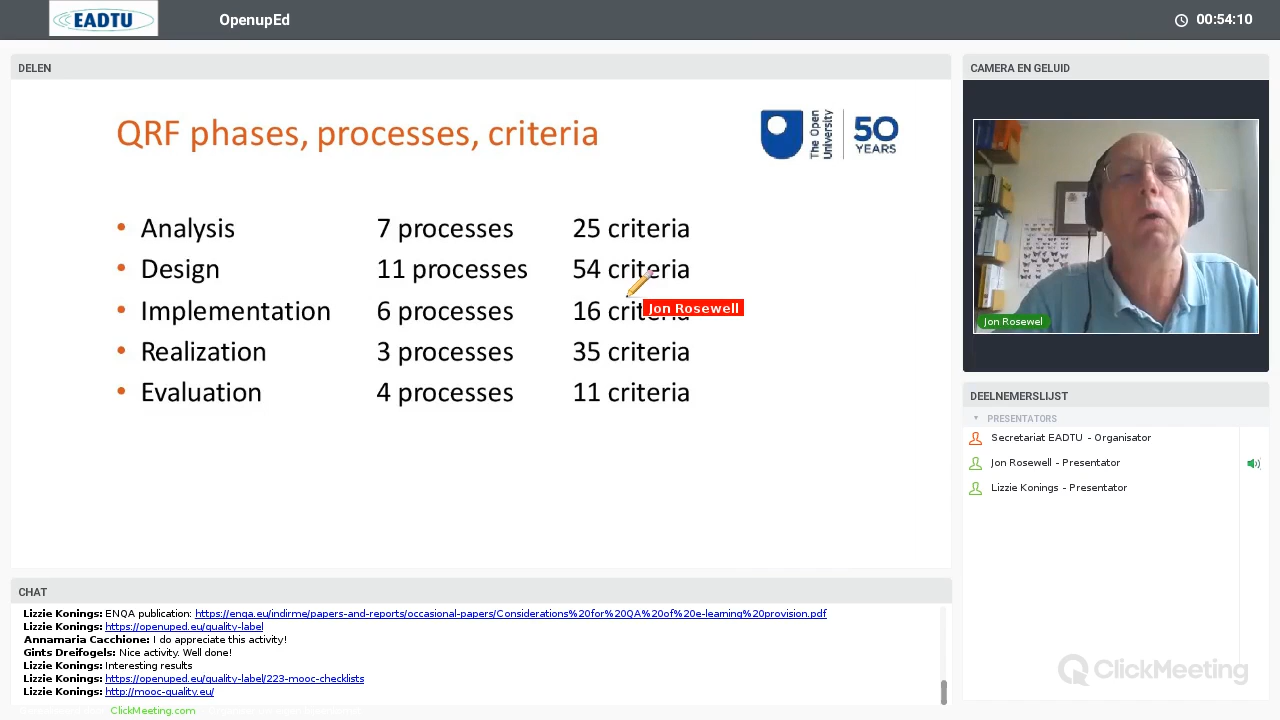 EADTU
OpenupEd
00:54:10
DELEN
QRF phases, processes, criteria
The Open University
50 YEARS
• Analysis 7 processes 25 criteria
• Design 11 processes 54 criteria
• Implementation 6 processes 16 criteria
Jon Rosewell
• Realization 3 processes 35 criteria
• Evaluation 4 processes 11 criteria
CAMERA EN GELUID
Jon Rosewel
DEELNEMERSLIJST
PRESENTATORS
Secretariat EADTU - Organisator
Jon Rosewell - Presentator
Lizzie Konings - Presentator
CHAT
Lizzie Konings: ENQA publication: https://enqa.eu/indirme/papers-and-reports/occasional-papers/Considerations%20for%20QA%20of%20e-learning%20provision.pdf
Lizzie Konings: https://openuped.eu/quality-label
Annamaria Cacchione: I do appreciate this activity!
Gints Dreifogels: Nice activity. Well done!
Lizzie Konings: Interesting results
Lizzie Konings: https://openuped.eu/quality-label/223-mooc-checklists
Lizzie Konings: http://mooc-quality.eu/
ClickMeeting.com
ClickMeeting